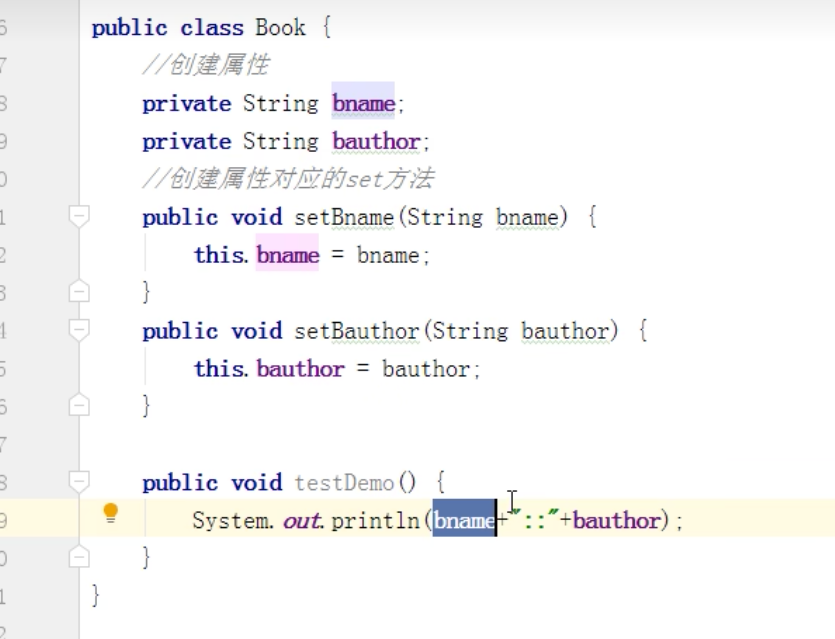 6 public class Book {
7 //创建属性
8 private String bname;
9 private String bauthor;
0 //创建属性对应的set方法
1 public void setBname(String bname) {
2 this.bname = bname;
3 }
4 public void setBauthor(String bauthor) {
5 this.bauthor = bauthor;
6 }
7
8 public void testDemo() {
9 System.out.println(bname+"::"+bauthor);
0 }
1 }
2